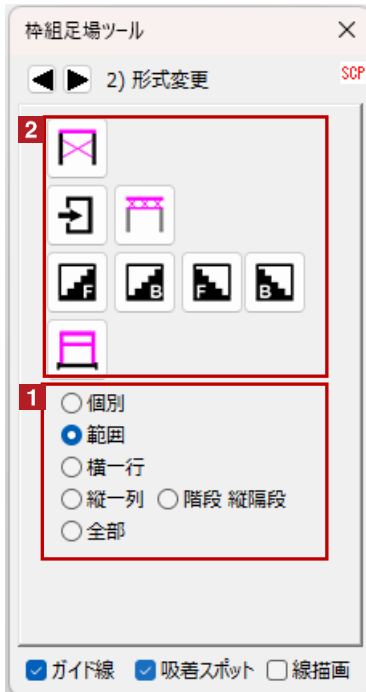 枠組足場ツール
2) 形式変更
SCP
2
F B F B
1
個別
範囲
横一行
縦一列 階段 縦隔段
全部
ガイド線 吸着スポット 線描画